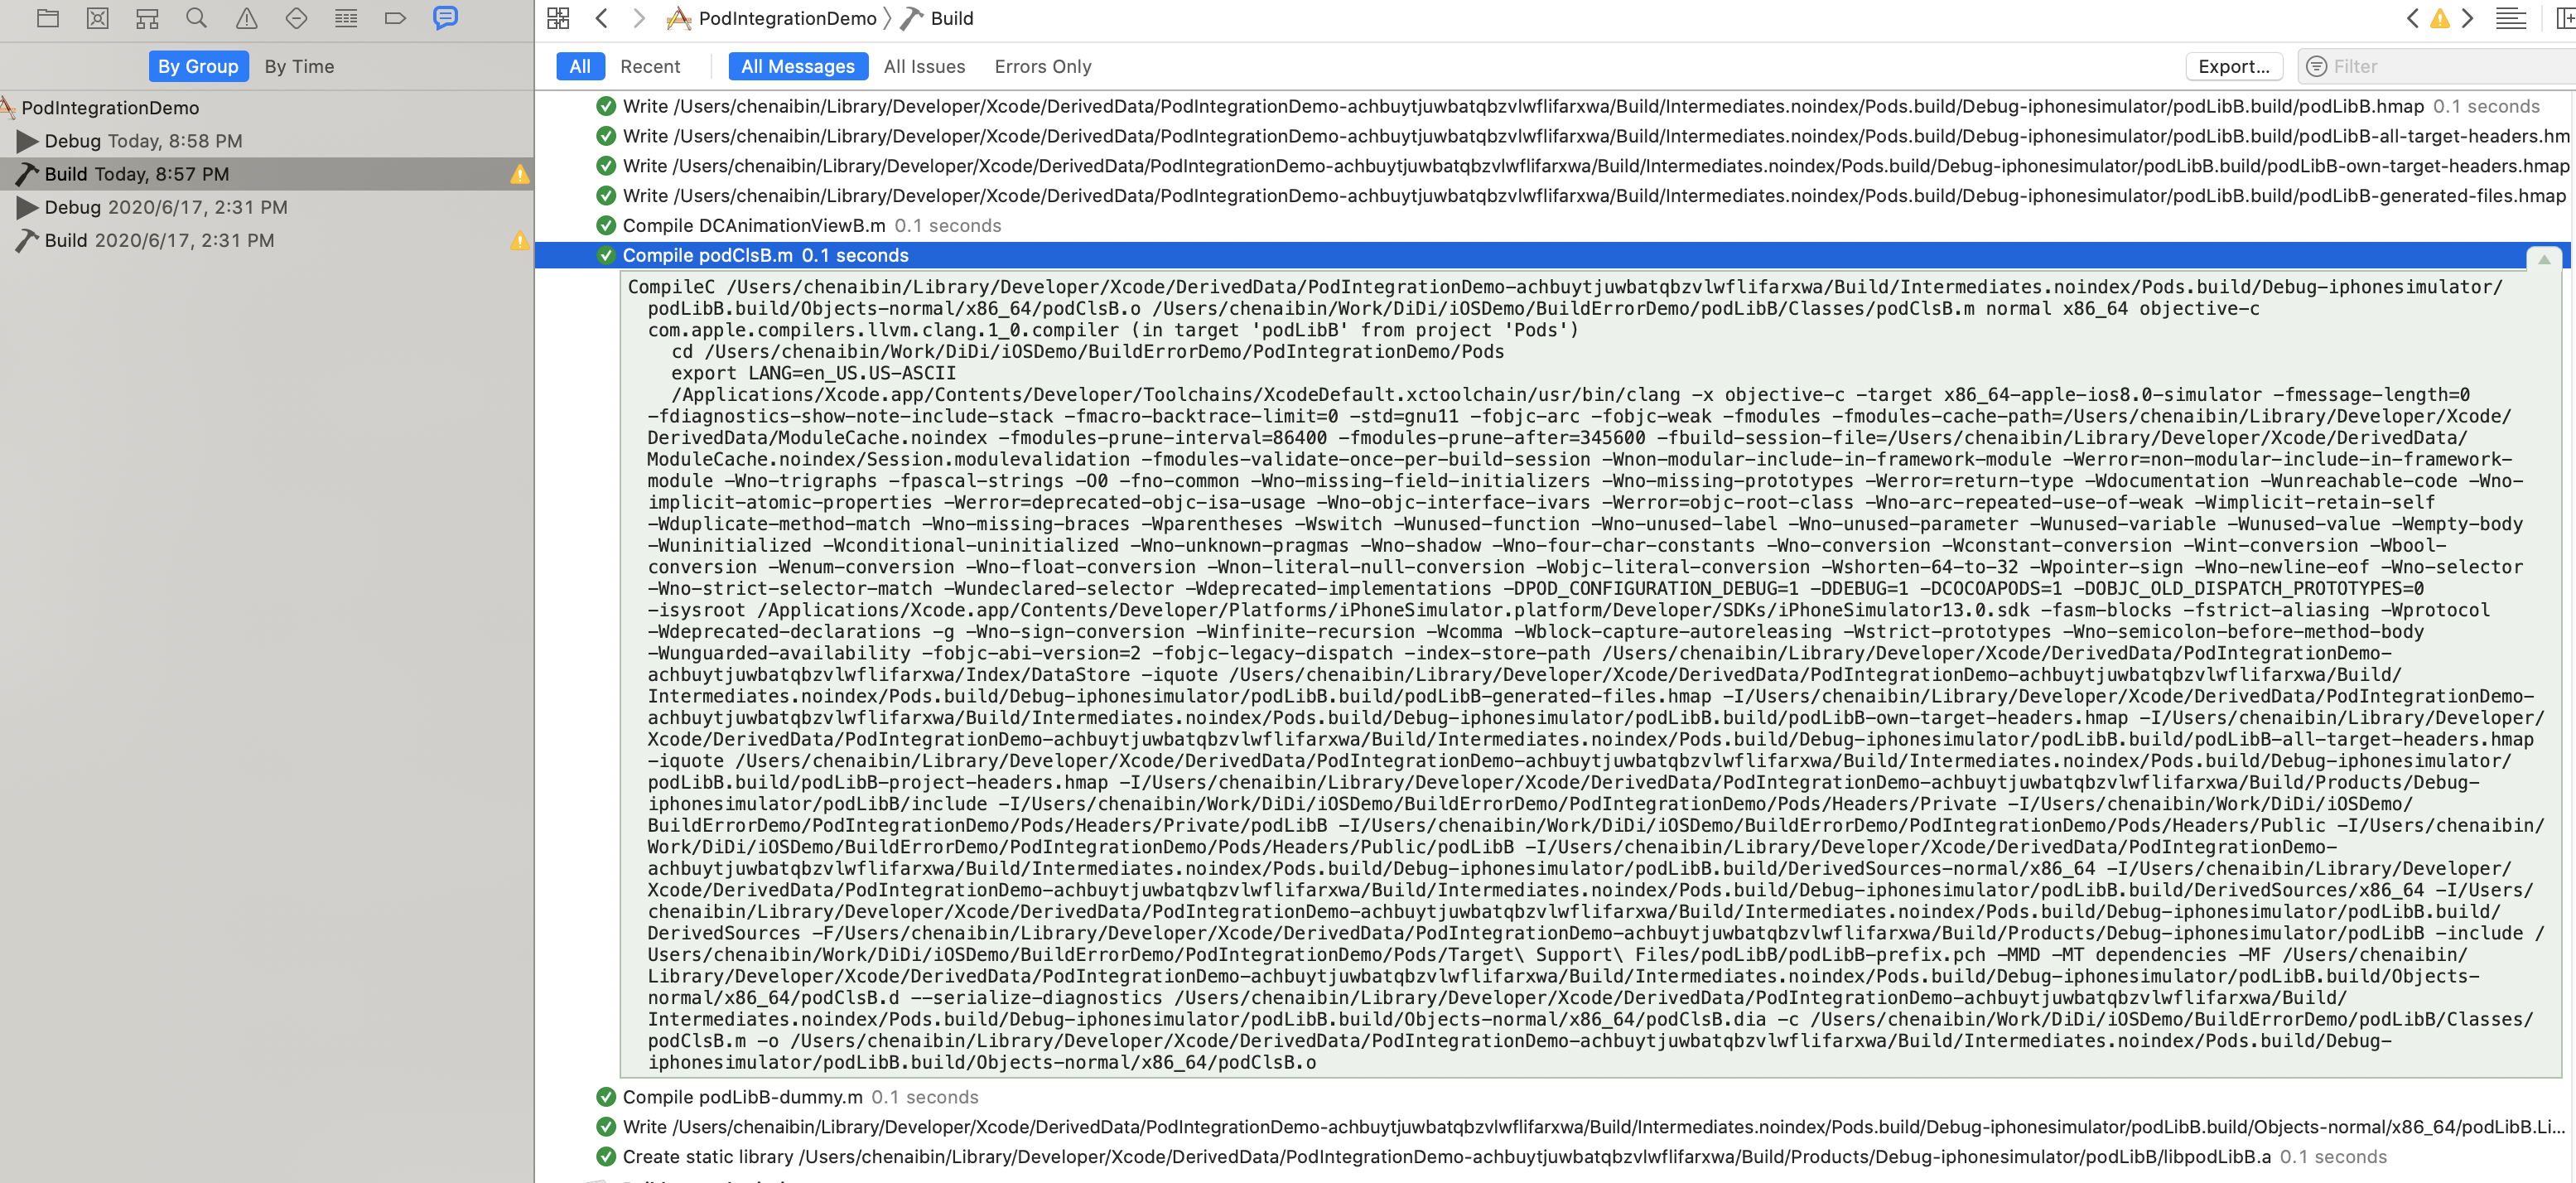 PodIntegrationDemo
Build
By Group
By Time
All
Recent
All Messages
All Issues
Errors Only
Export...
Filter
PodIntegrationDemo
Debug Today, 8:58 PM
Build Today, 8:57 PM
Debug 2020/6/17, 2:31 PM
Build 2020/6/17, 2:31 PM
Write /Users/chenaibin/Library/Developer/Xcode/DerivedData/PodIntegrationDemo-achbuytjuwbatqbzvlwflifarxwa/Build/Intermediates.noindex/Pods.build/Debug-iphonesimulator/podLibB.build/podLibB.hmap 0.1 seconds
Write /Users/chenaibin/Library/Developer/Xcode/DerivedData/PodIntegrationDemo-achbuytjuwbatqbzvlwflifarxwa/Build/Intermediates.noindex/Pods.build/Debug-iphonesimulator/podLibB.build/podLibB-all-target-headers.hm
Write /Users/chenaibin/Library/Developer/Xcode/DerivedData/PodIntegrationDemo-achbuytjuwbatqbzvlwflifarxwa/Build/Intermediates.noindex/Pods.build/Debug-iphonesimulator/podLibB.build/podLibB-own-target-headers.hmap
Write /Users/chenaibin/Library/Developer/Xcode/DerivedData/PodIntegrationDemo-achbuytjuwbatqbzvlwflifarxwa/Build/Intermediates.noindex/Pods.build/Debug-iphonesimulator/podLibB.build/podLibB-generated-files.hmap
Compile DCAnimationViewB.m 0.1 seconds
Compile podClsB.m 0.1 seconds
CompileC /Users/chenaibin/Library/Developer/Xcode/DerivedData/PodIntegrationDemo-achbuytjuwbatqbzvlwflifarxwa/Build/Intermediates.noindex/Pods.build/Debug-iphonesimulator/
podLibB.build/Objects-normal/x86_64/podClsB.o /Users/chenaibin/Work/DiDi/iOSDemo/BuildErrorDemo/podLibB/Classes/podClsB.m normal x86_64 objective-c
com.apple.compilers.llvm.clang.1_0.compiler (in target 'podLibB' from project 'Pods')
cd /Users/chenaibin/Work/DiDi/iOSDemo/BuildErrorDemo/PodIntegrationDemo/Pods
export LANG=en_US.US-ASCII
/Applications/Xcode.app/Contents/Developer/Toolchains/XcodeDefault.xctoolchain/usr/bin/clang -x objective-c -target x86_64-apple-ios8.0-simulator -fmessage-length=0
-fdiagnostics-show-note-include-stack -fmacro-backtrace-limit=0 -std=gnu11 -fobjc-arc -fobjc-weak -fmodules -fmodules-cache-path=/Users/chenaibin/Library/Developer/Xcode/
DerivedData/ModuleCache.noindex -fmodules-prune-interval=86400 -fmodules-prune-after=345600 -fbuild-session-file=/Users/chenaibin/Library/Developer/Xcode/DerivedData/
ModuleCache.noindex/Session.modulevalidation -fmodules-validate-once-per-build-session -Wnon-modular-include-in-framework-module -Werror=non-modular-include-in-framework-
module -Wno-trigraphs -fpascal-strings -O0 -fno-common -Wno-missing-field-initializers -Wno-missing-prototypes -Werror=return-type -Wdocumentation -Wunreachable-code -Wno-
implicit-atomic-properties -Werror=deprecated-objc-isa-usage -Wno-objc-interface-ivars -Werror=objc-root-class -Wno-arc-repeated-use-of-weak -Wimplicit-retain-self
-Wduplicate-method-match -Wno-missing-braces -Wparentheses -Wswitch -Wunused-function -Wno-unused-label -Wno-unused-parameter -Wunused-variable -Wunused-value -Wempty-body
-Wuninitialized -Wconditional-uninitialized -Wno-unknown-pragmas -Wno-shadow -Wno-four-char-constants -Wno-conversion -Wconstant-conversion -Wint-conversion -Wbool-
conversion -Wenum-conversion -Wno-float-conversion -Wnon-literal-null-conversion -Wobjc-literal-conversion -Wshorten-64-to-32 -Wpointer-sign -Wno-newline-eof -Wno-selector
-Wno-strict-selector-match -Wundeclared-selector -Wdeprecated-implementations -DPOD_CONFIGURATION_DEBUG=1 -DDEBUG=1 -DCOCOAPODS=1 -DOBJC_OLD_DISPATCH_PROTOTYPES=0
-isysroot /Applications/Xcode.app/Contents/Developer/Platforms/iPhoneSimulator.platform/Developer/SDKs/iPhoneSimulator13.0.sdk -fasm-blocks -fstrict-aliasing -Wprotocol
-Wdeprecated-declarations -g -Wno-sign-conversion -Winfinite-recursion -Wcomma -Wblock-capture-autoreleasing -Wstrict-prototypes -Wno-semicolon-before-method-body
-Wunguarded-availability -fobjc-abi-version=2 -fobjc-legacy-dispatch -index-store-path /Users/chenaibin/Library/Developer/Xcode/DerivedData/PodIntegrationDemo-
achbuytjuwbatqbzvlwflifarxwa/Index/DataStore -iquote /Users/chenaibin/Library/Developer/Xcode/DerivedData/PodIntegrationDemo-achbuytjuwbatqbzvlwflifarxwa/Build/
Intermediates.noindex/Pods.build/Debug-iphonesimulator/podLibB.build/podLibB-generated-files.hmap -I/Users/chenaibin/Library/Developer/Xcode/DerivedData/PodIntegrationDemo-
achbuytjuwbatqbzvlwflifarxwa/Build/Intermediates.noindex/Pods.build/Debug-iphonesimulator/podLibB.build/podLibB-own-target-headers.hmap -I/Users/chenaibin/Library/Developer/
Xcode/DerivedData/PodIntegrationDemo-achbuytjuwbatqbzvlwflifarxwa/Build/Intermediates.noindex/Pods.build/Debug-iphonesimulator/podLibB.build/podLibB-all-target-headers.hmap
-iquote /Users/chenaibin/Library/Developer/Xcode/DerivedData/PodIntegrationDemo-achbuytjuwbatqbzvlwflifarxwa/Build/Intermediates.noindex/Pods.build/Debug-iphonesimulator/
podLibB.build/podLibB-project-headers.hmap -I/Users/chenaibin/Library/Developer/Xcode/DerivedData/PodIntegrationDemo-achbuytjuwbatqbzvlwflifarxwa/Build/Products/Debug-
iphonesimulator/podLibB/include -I/Users/chenaibin/Work/DiDi/iOSDemo/BuildErrorDemo/PodIntegrationDemo/Pods/Headers/Private -I/Users/chenaibin/Work/DiDi/iOSDemo/
BuildErrorDemo/PodIntegrationDemo/Pods/Headers/Private/podLibB -I/Users/chenaibin/Work/DiDi/iOSDemo/BuildErrorDemo/PodIntegrationDemo/Pods/Headers/Public -I/Users/chenaibin/
Work/DiDi/iOSDemo/BuildErrorDemo/PodIntegrationDemo/Pods/Headers/Public/podLibB -I/Users/chenaibin/Library/Developer/Xcode/DerivedData/PodIntegrationDemo-
achbuytjuwbatqbzvlwflifarxwa/Build/Intermediates.noindex/Pods.build/Debug-iphonesimulator/podLibB.build/DerivedSources-normal/x86_64 -I/Users/chenaibin/Library/Developer/
Xcode/DerivedData/PodIntegrationDemo-achbuytjuwbatqbzvlwflifarxwa/Build/Intermediates.noindex/Pods.build/Debug-iphonesimulator/podLibB.build/DerivedSources/x86_64 -I/Users/
chenaibin/Library/Developer/Xcode/DerivedData/PodIntegrationDemo-achbuytjuwbatqbzvlwflifarxwa/Build/Intermediates.noindex/Pods.build/Debug-iphonesimulator/podLibB.build/
DerivedSources -F/Users/chenaibin/Library/Developer/Xcode/DerivedData/PodIntegrationDemo-achbuytjuwbatqbzvlwflifarxwa/Build/Products/Debug-iphonesimulator/podLibB -include /
Users/chenaibin/Work/DiDi/iOSDemo/BuildErrorDemo/PodIntegrationDemo/Pods/Target\ Support\ Files/podLibB/podLibB-prefix.pch -MMD -MT dependencies -MF /Users/chenaibin/
Library/Developer/Xcode/DerivedData/PodIntegrationDemo-achbuytjuwbatqbzvlwflifarxwa/Build/Intermediates.noindex/Pods.build/Debug-iphonesimulator/podLibB.build/Objects-
normal/x86_64/podClsB.d --serialize-diagnostics /Users/chenaibin/Library/Developer/Xcode/DerivedData/PodIntegrationDemo-achbuytjuwbatqbzvlwflifarxwa/Build/
Intermediates.noindex/Pods.build/Debug-iphonesimulator/podLibB.build/Objects-normal/x86_64/podClsB.dia -c /Users/chenaibin/Work/DiDi/iOSDemo/BuildErrorDemo/podLibB/Classes/
podClsB.m -o /Users/chenaibin/Library/Developer/Xcode/DerivedData/PodIntegrationDemo-achbuytjuwbatqbzvlwflifarxwa/Build/Intermediates.noindex/Pods.build/Debug-
iphonesimulator/podLibB.build/Objects-normal/x86_64/podClsB.o
Compile podLibB-dummy.m 0.1 seconds
Write /Users/chenaibin/Library/Developer/Xcode/DerivedData/PodIntegrationDemo-achbuytjuwbatqbzvlwflifarxwa/Build/Intermediates.noindex/Pods.build/Debug-iphonesimulator/podLibB.build/Objects-normal/x86_64/podLibB.Li...
Create static library /Users/chenaibin/Library/Developer/Xcode/DerivedData/PodIntegrationDemo-achbuytjuwbatqbzvlwflifarxwa/Build/Products/Debug-iphonesimulator/podLibB/libpodLibB.a 0.1 seconds